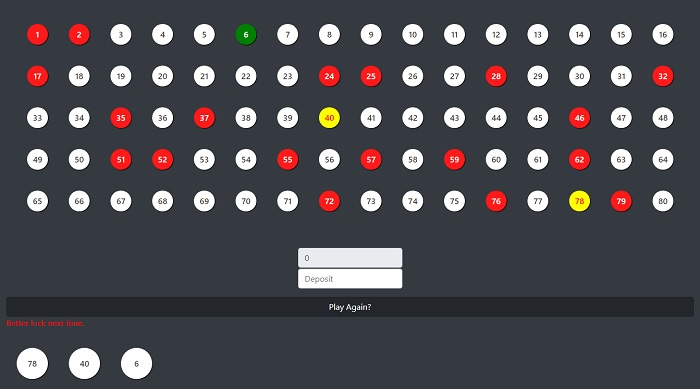 1 2 3 4 5 6 7 8 9 10 11 12 13 14 15 16
17 18 19 20 21 22 23 24 25 26 27 28 29 30 31 32
33 34 35 36 37 38 39 40 41 42 43 44 45 46 47 48
49 50 51 52 53 54 55 56 57 58 59 60 61 62 63 64
65 66 67 68 69 70 71 72 73 74 75 76 77 78 79 80
0
Deposit
Play Again?
Better luck next time.
78 40 6